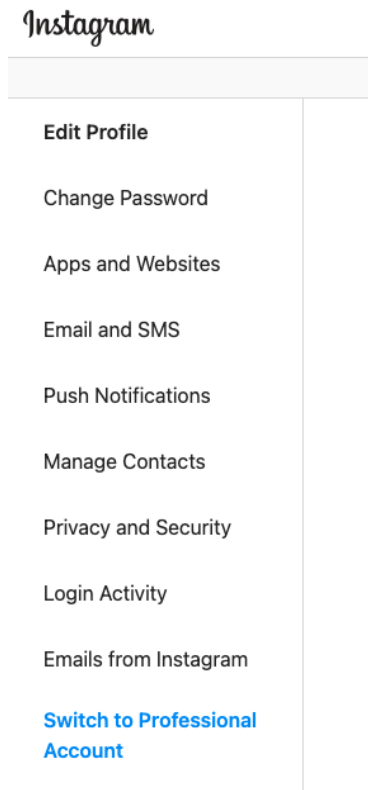 Instagram
Edit Profile
Change Password
Apps and Websites
Email and SMS
Push Notifications
Manage Contacts
Privacy and Security
Login Activity
Emails from Instagram
Switch to Professional
Account